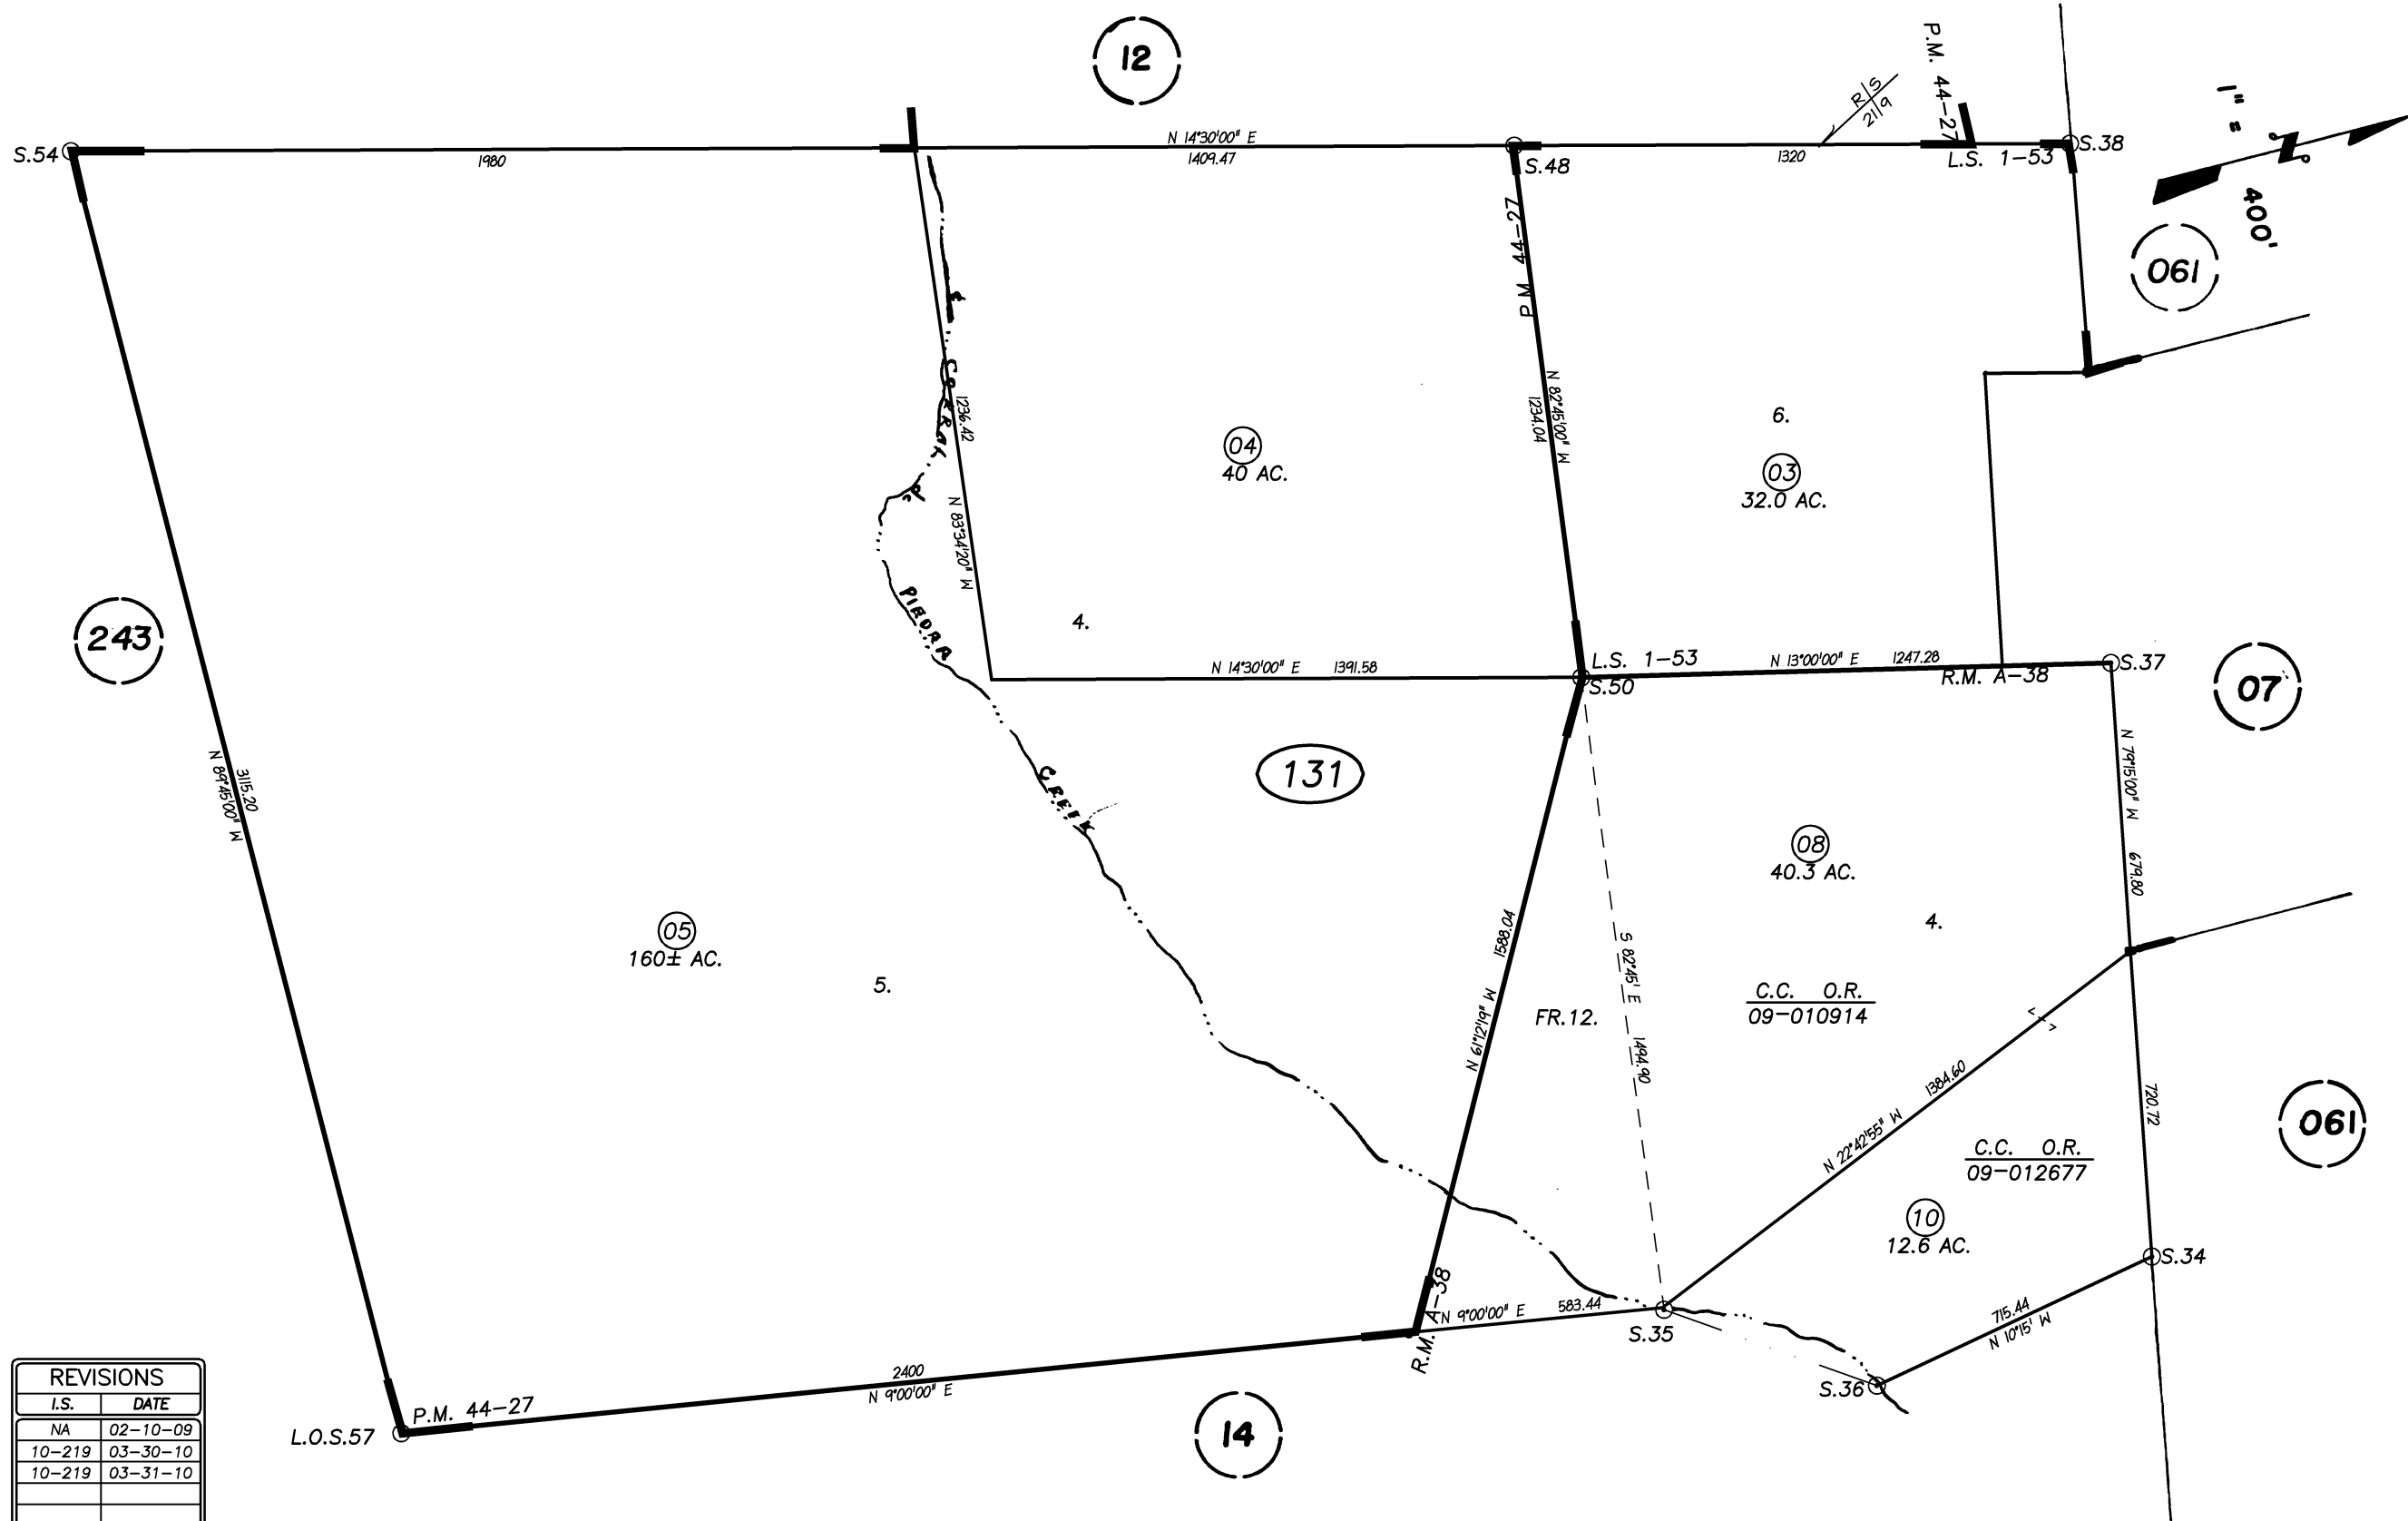 12
P.M. 44-27
R/S
21/9
1" = 400'
N
S.54
1980
N 14°30'00" E
1409.47
S.48
1320
L.S. 1-53
S.38
061
P M 44-27
N 82°45'00" W
1234.04
1236.42
N 83°34'20" W
EL CORRAL de PIEDRA CREEK
04
40 AC.
6.
03
32.0 AC.
4.
243
N 14°30'00" E 1391.58
L.S. 1-53
S.50
N 13°00'00" E 1247.28
R.M. A-38
S.37
07
3115.20
N 89°45'00" W
131
N 79°15'00" W 679.80
08
40.3 AC.
4.
05
160± AC.
5.
1588.04
N 61°21'19" W
S 82°45' E 1494.90
FR.12.
C.C. O.R.
09-010914
1384.60
N 22°42'55" W
720.72
061
C.C. O.R.
09-012677
10
12.6 AC.
S.34
715.44
N 10°15' W
R.M. A-38
N 9°00'00" E 583.44
S.35
S.36
2400
N 9°00'00" E
P.M. 44-27
L.O.S.57
14
REVISIONS
I.S. DATE
NA 02-10-09
10-219 03-30-10
10-219 03-31-10